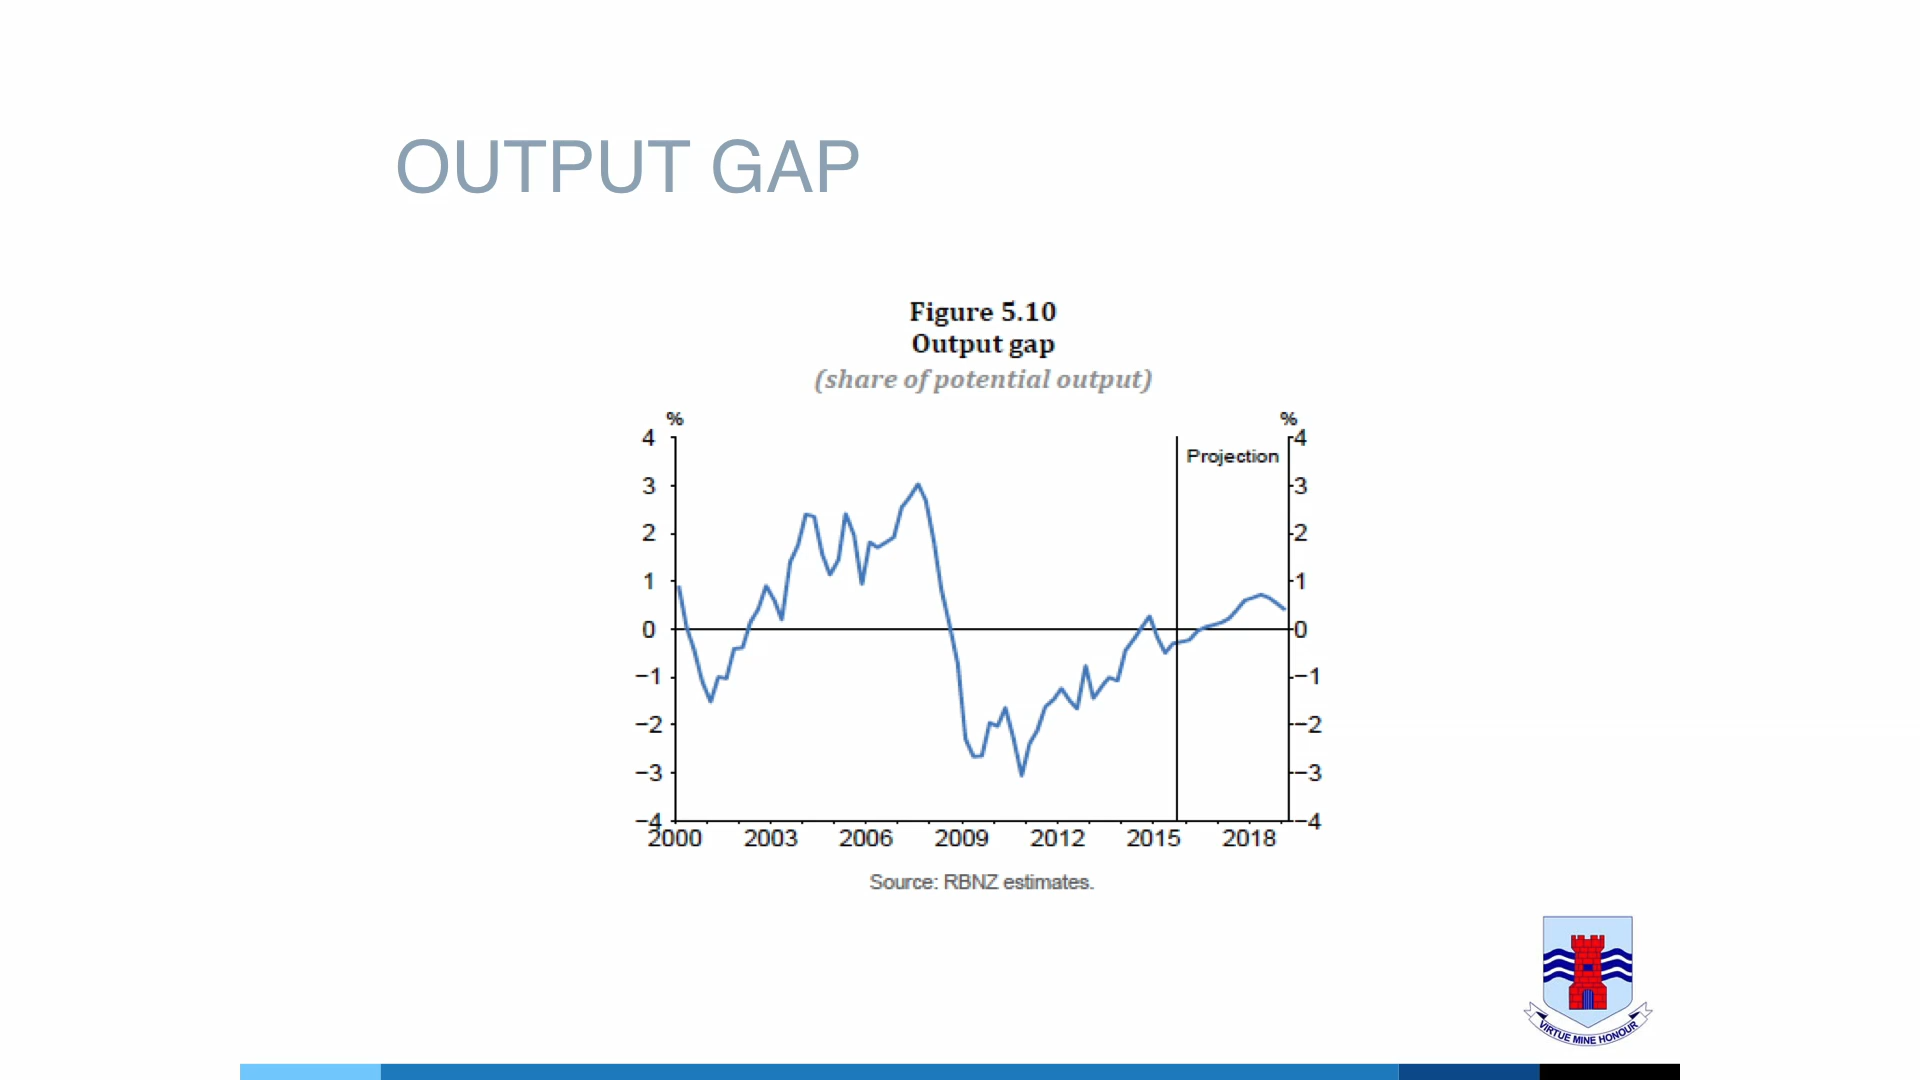 OUTPUT GAP
Figure 5.10
Output gap
(share of potential output)
% %
4 Projection 4
3 3
2 2
1 1
0 0
−1 −1
−2 −2
−3 −3
−4 −4
2000 2003 2006 2009 2012 2015 2018
Source: RBNZ estimates.
VIRTUE MINE HONOUR